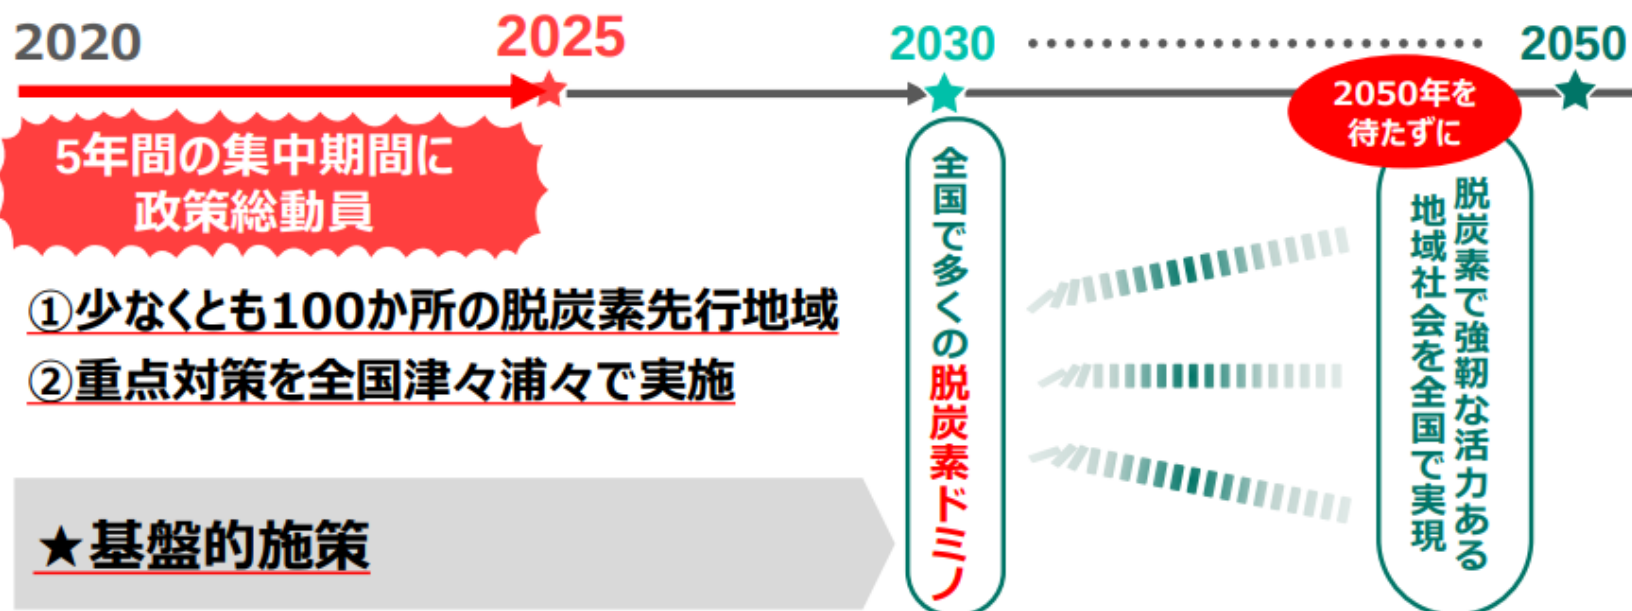 2020
2025
2030
2050
5年間の集中期間に
政策総動員
①少なくとも100か所の脱炭素先行地域
②重点対策を全国津々浦々で実施
★基盤的施策
全国で多くの脱炭素ドミノ
2050年を
待たずに
脱炭素で強靭な活力ある
地域社会を全国で実現